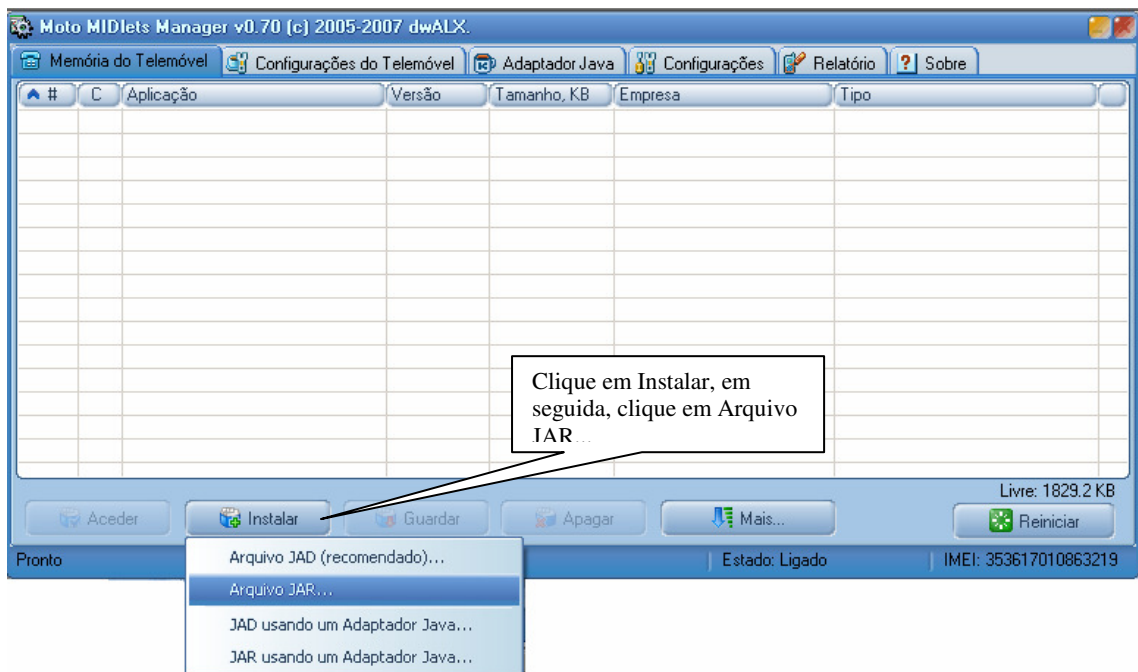 Moto MIDlets Manager v0.70 (c) 2005-2007 dwALX.
Memória do Telemóvel Configurações do Telemóvel Adaptador Java Configurações Relatório ? Sobre
# C Aplicação Versão Tamanho, KB Empresa Tipo
Clique em Instalar, em
seguida, clique em Arquivo
JAR...
Livre: 1829.2 KB
Aceder Instalar Guardar Apagar Mais... Reiniciar
Pronto Estado: Ligado IMEI: 353617010863219
Arquivo JAD (recomendado)...
Arquivo JAR...
JAD usando um Adaptador Java...
JAR usando um Adaptador Java...